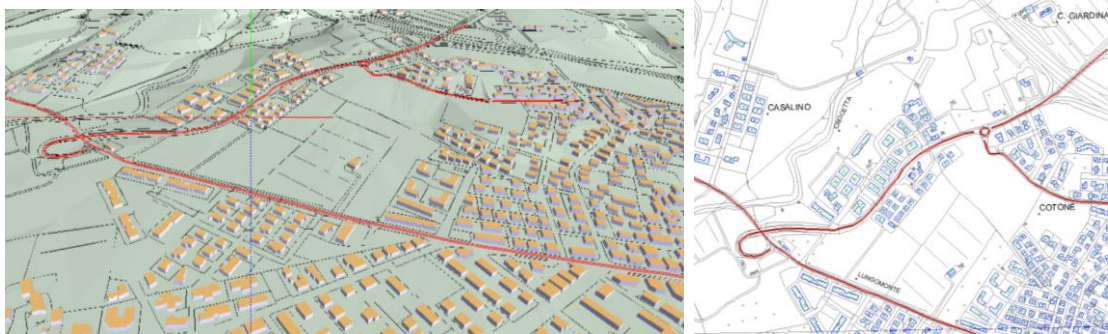 C. GIARDINA
CASALINO
CROCETTA
COTONE
LUNGOMONTE